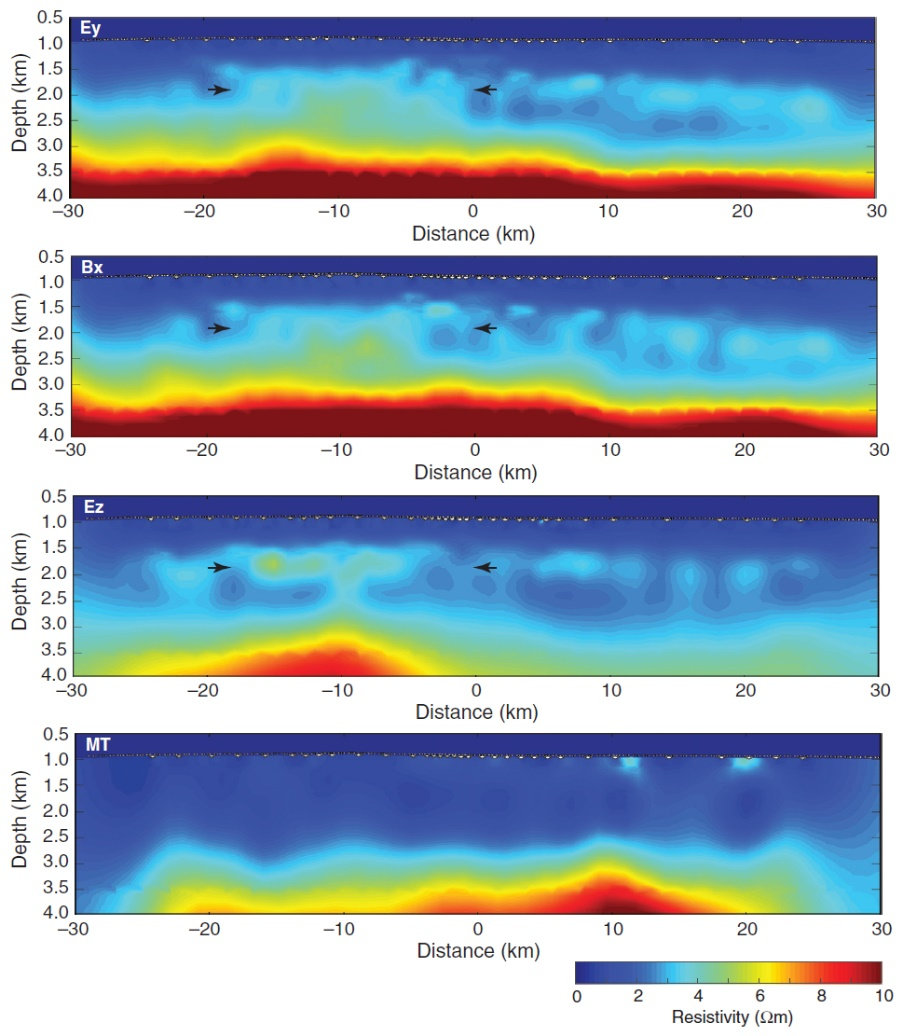 Ey
Depth (km)
0.5
1.0
1.5
2.0
2.5
3.0
3.5
4.0
−30 −20 −10 0 10 20 30
Distance (km)
Bx
Depth (km)
0.5
1.0
1.5
2.0
2.5
3.0
3.5
4.0
−30 −20 −10 0 10 20 30
Distance (km)
Ez
Depth (km)
0.5
1.0
1.5
2.0
2.5
3.0
3.5
4.0
−30 −20 −10 0 10 20 30
Distance (km)
MT
Depth (km)
0.5
1.0
1.5
2.0
2.5
3.0
3.5
4.0
−30 −20 −10 0 10 20 30
Distance (km)
0 2 4 6 8 10
Resistivity (Ωm)